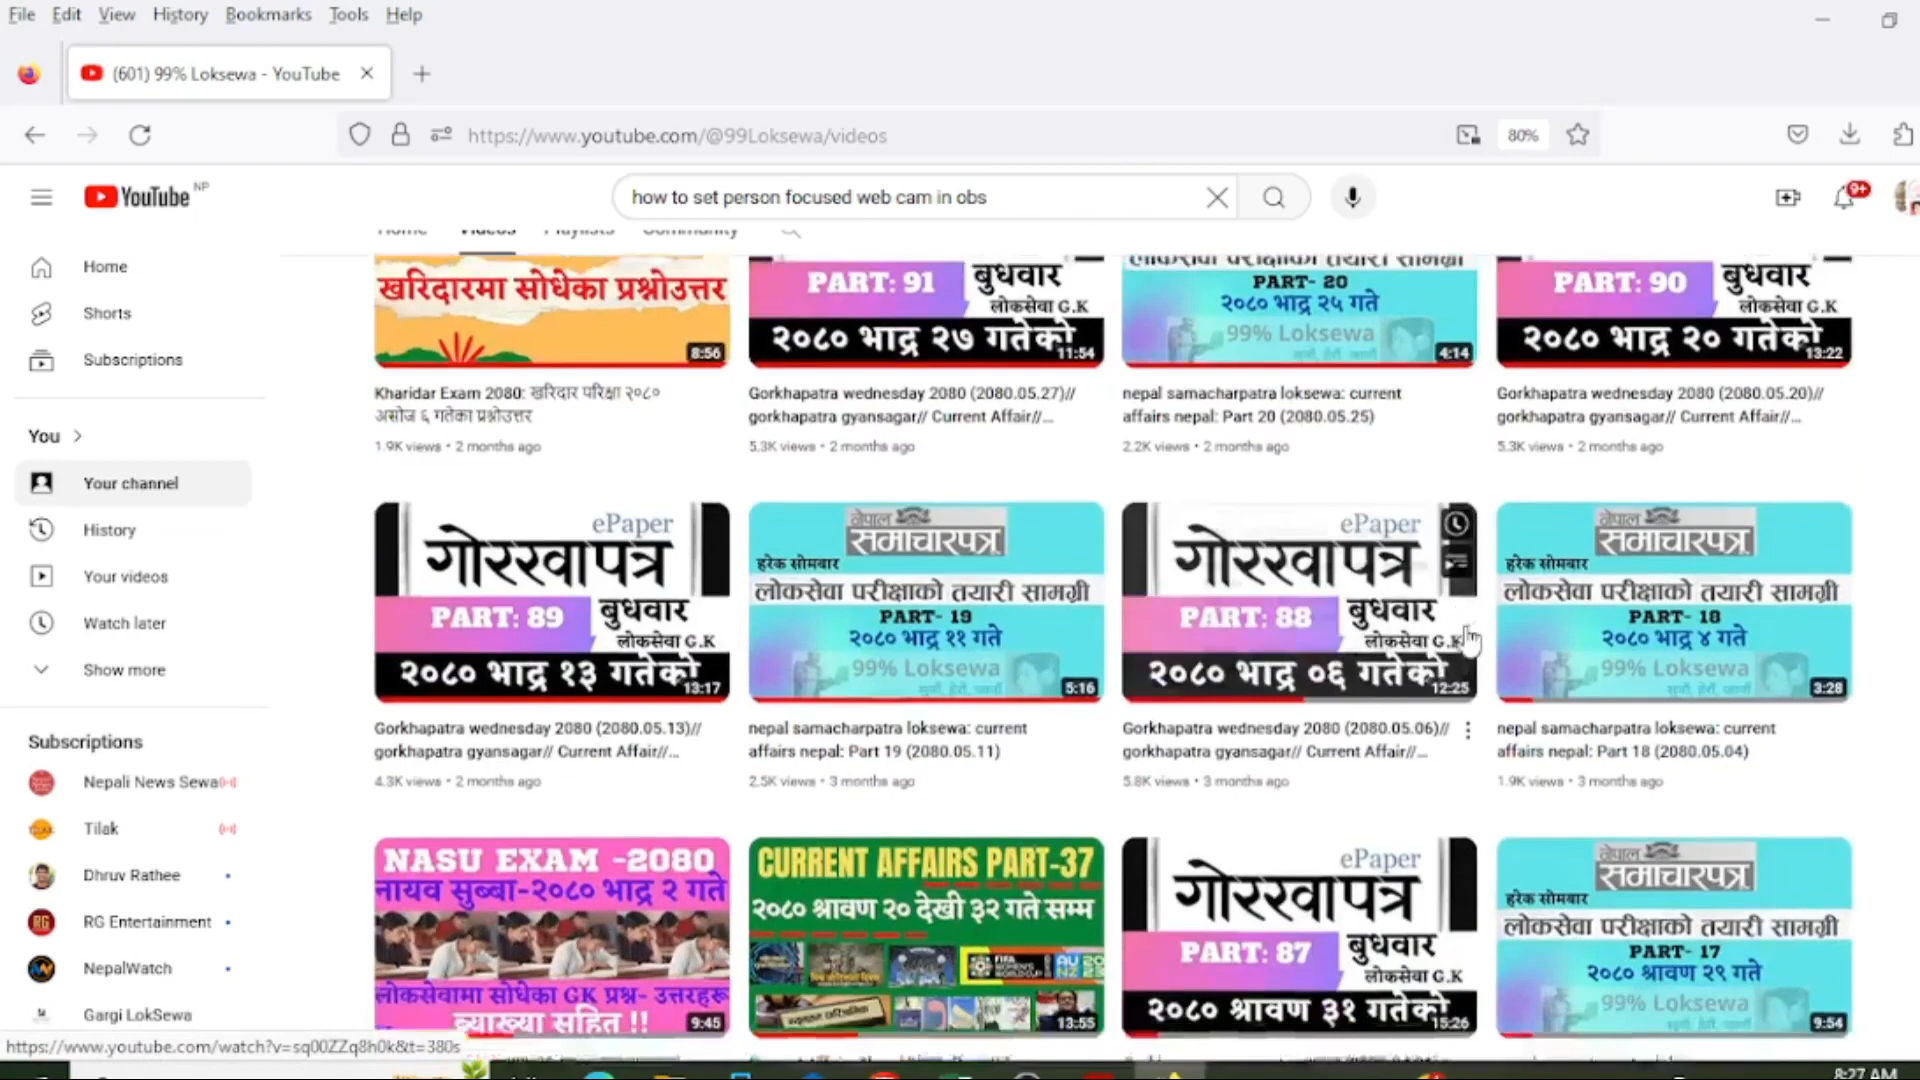 File Edit View History Bookmarks Tools Help
(601) 99% Loksewa - YouTube
https://www.youtube.com/@99Loksewa/videos
80%
YouTube NP
how to set person focused web cam in obs
9+
Home Videos Playlists Community
Home
Shorts
Subscriptions
You
Your channel
History
Your videos
Watch later
Show more
Subscriptions
Nepali News Sewa
Tilak
Dhruv Rathee
RG Entertainment
NepalWatch
Gargi LokSewa
खरिदारमा सोधेका प्रश्नोउत्तर
8:56
Kharidar Exam 2080: खरिदार परिक्षा २०८०
असोज ६ गतेका प्रश्नोउत्तर
1.9K views • 2 months ago
PART: 91
बुधवार
लोकसेवा G.K
२०८० भाद्र २७ गतेको
11:54
Gorkhapatra wednesday 2080 (2080.05.27)//
gorkhapatra gyansagar// Current Affair//...
5.3K views • 2 months ago
लोकसेवा परीक्षाको तयारी सामग्री
PART- 20
२०८० भाद्र २५ गते
99% Loksewa
4:14
nepal samacharpatra loksewa: current
affairs nepal: Part 20 (2080.05.25)
2.2K views • 2 months ago
PART: 90
बुधवार
लोकसेवा G.K
२०८० भाद्र २० गतेको
13:22
Gorkhapatra wednesday 2080 (2080.05.20)//
gorkhapatra gyansagar// Current Affair//...
5.3K views • 2 months ago
ePaper
गोरखापत्र
PART: 89
बुधवार
लोकसेवा G.K
२०८० भाद्र १३ गतेको
13:17
Gorkhapatra wednesday 2080 (2080.05.13)//
gorkhapatra gyansagar// Current Affair//...
4.3K views • 2 months ago
नेपाल
समाचारपत्र
हरेक सोमबार
लोकसेवा परीक्षाको तयारी सामग्री
PART- 19
२०८० भाद्र ११ गते
99% Loksewa
5:16
nepal samacharpatra loksewa: current
affairs nepal: Part 19 (2080.05.11)
2.5K views • 3 months ago
ePaper
गोरखापत्र
PART: 88
बुधवार
लोकसेवा G.K
२०८० भाद्र ०६ गतेको
12:25
Gorkhapatra wednesday 2080 (2080.05.06)//
gorkhapatra gyansagar// Current Affair//...
5.8K views • 3 months ago
नेपाल
समाचारपत्र
हरेक सोमबार
लोकसेवा परीक्षाको तयारी सामग्री
PART- 18
२०८० भाद्र ४ गते
99% Loksewa
3:28
nepal samacharpatra loksewa: current
affairs nepal: Part 18 (2080.05.04)
1.9K views • 3 months ago
NASU EXAM -2080
नायव सुब्बा-२०८० भाद्र २ गते
लोकसेवामा सोधेका GK प्रश्न- उत्तरहरू
व्याख्या सहित !!
9:45
CURRENT AFFAIRS PART-37
२०८० श्रावण २० देखी ३२ गते सम्म
13:55
ePaper
गोरखापत्र
PART: 87
बुधवार
लोकसेवा G.K
२०८० श्रावण ३१ गतेको
15:26
नेपाल
समाचारपत्र
हरेक सोमबार
लोकसेवा परीक्षाको तयारी सामग्री
PART- 17
२०८० श्रावण २९ गते
99% Loksewa
9:54
https://www.youtube.com/watch?v=sq00ZZq8h0k&t=380s
8:27 AM